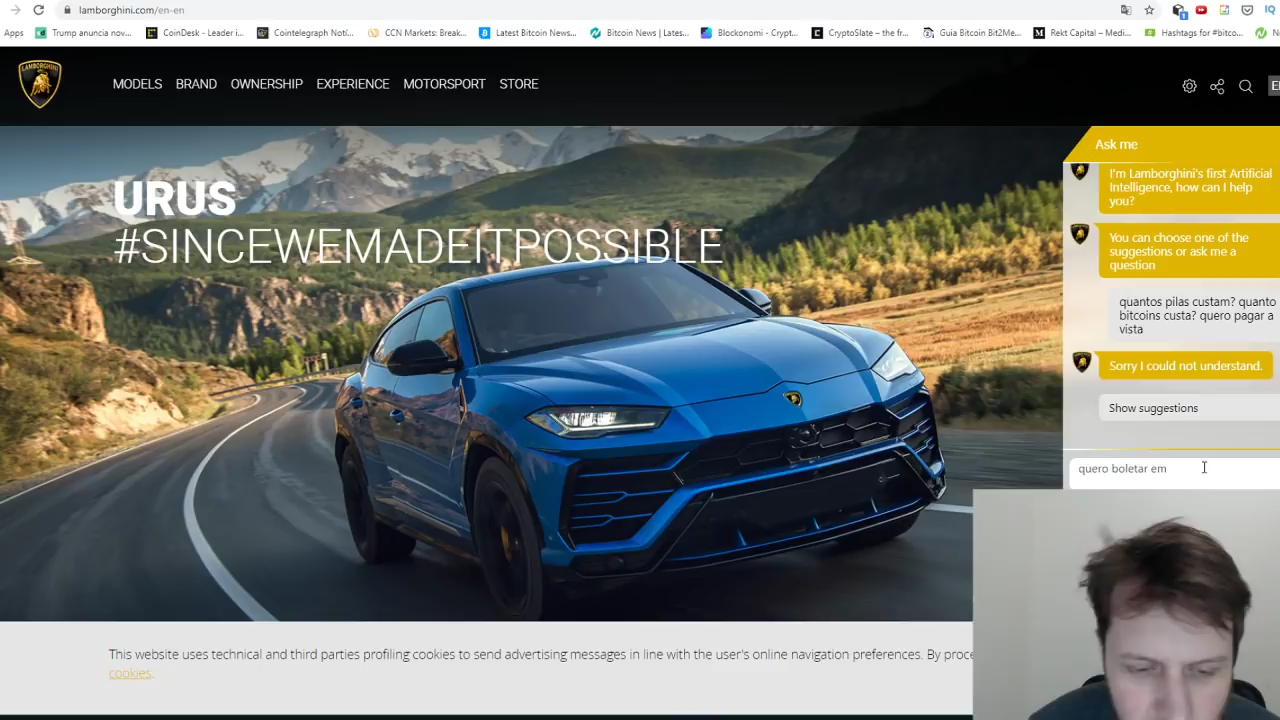 lamborghini.com/en-en
Apps Trump anuncia nov... CoinDesk - Leader i... Cointelegraph Notí... CCN Markets: Break... Latest Bitcoin News... Bitcoin News | Lates... Blockonomi - Crypt... CryptoSlate – the fr... Guia Bitcoin Bit2Me... Rekt Capital – Medi... Hashtags for #bitco...
LAMBORGHINI
MODELS BRAND OWNERSHIP EXPERIENCE MOTORSPORT STORE
URUS
#SINCEWEMADEITPOSSIBLE
Ask me
I'm Lamborghini's first Artificial
Intelligence, how can I help
you?
You can choose one of the
suggestions or ask me a
question
quantos pilas custam? quanto
bitcoins custa? quero pagar a
vista
Sorry I could not understand.
Show suggestions
quero boletar em
This website uses technical and third parties profiling cookies to send advertising messages in line with the user's online navigation preferences. By proce
cookies.